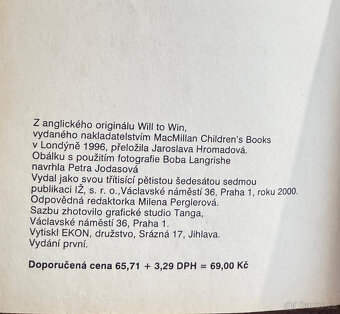 Z anglického originálu Will to Win,
vydaného nakladatelstvím MacMillan Children's Books
v Londýně 1996, přeložila Jaroslava Hromadová.
Obálku s použitím fotografie Boba Langrishe
navrhla Petra Jodasová
Vydal jako svou třítisící pětistou šedesátou sedmou
publikaci IŽ, s. r. o.,Václavské náměstí 36, Praha 1, roku 2000.
Odpovědná redaktorka Milena Perglerová.
Sazbu zhotovilo grafické studio Tanga,
Václavské náměstí 36, Praha 1.
Vytiskl EKON, družstvo, Srázná 17, Jihlava.
Vydání první.
Doporučená cena 65,71 + 3,29 DPH = 69,00 Kč